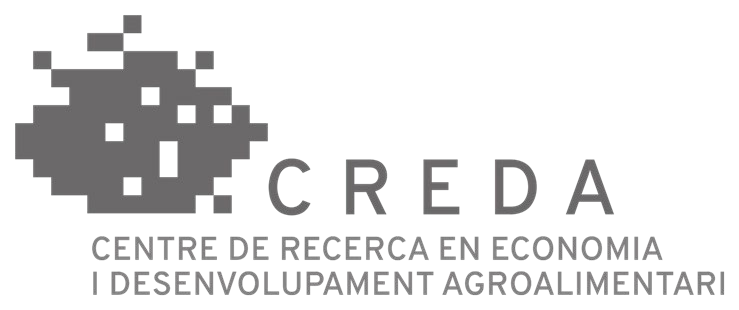 CREDA
CENTRE DE RECERCA EN ECONOMIA
I DESENVOLUPAMENT AGROALIMENTARI